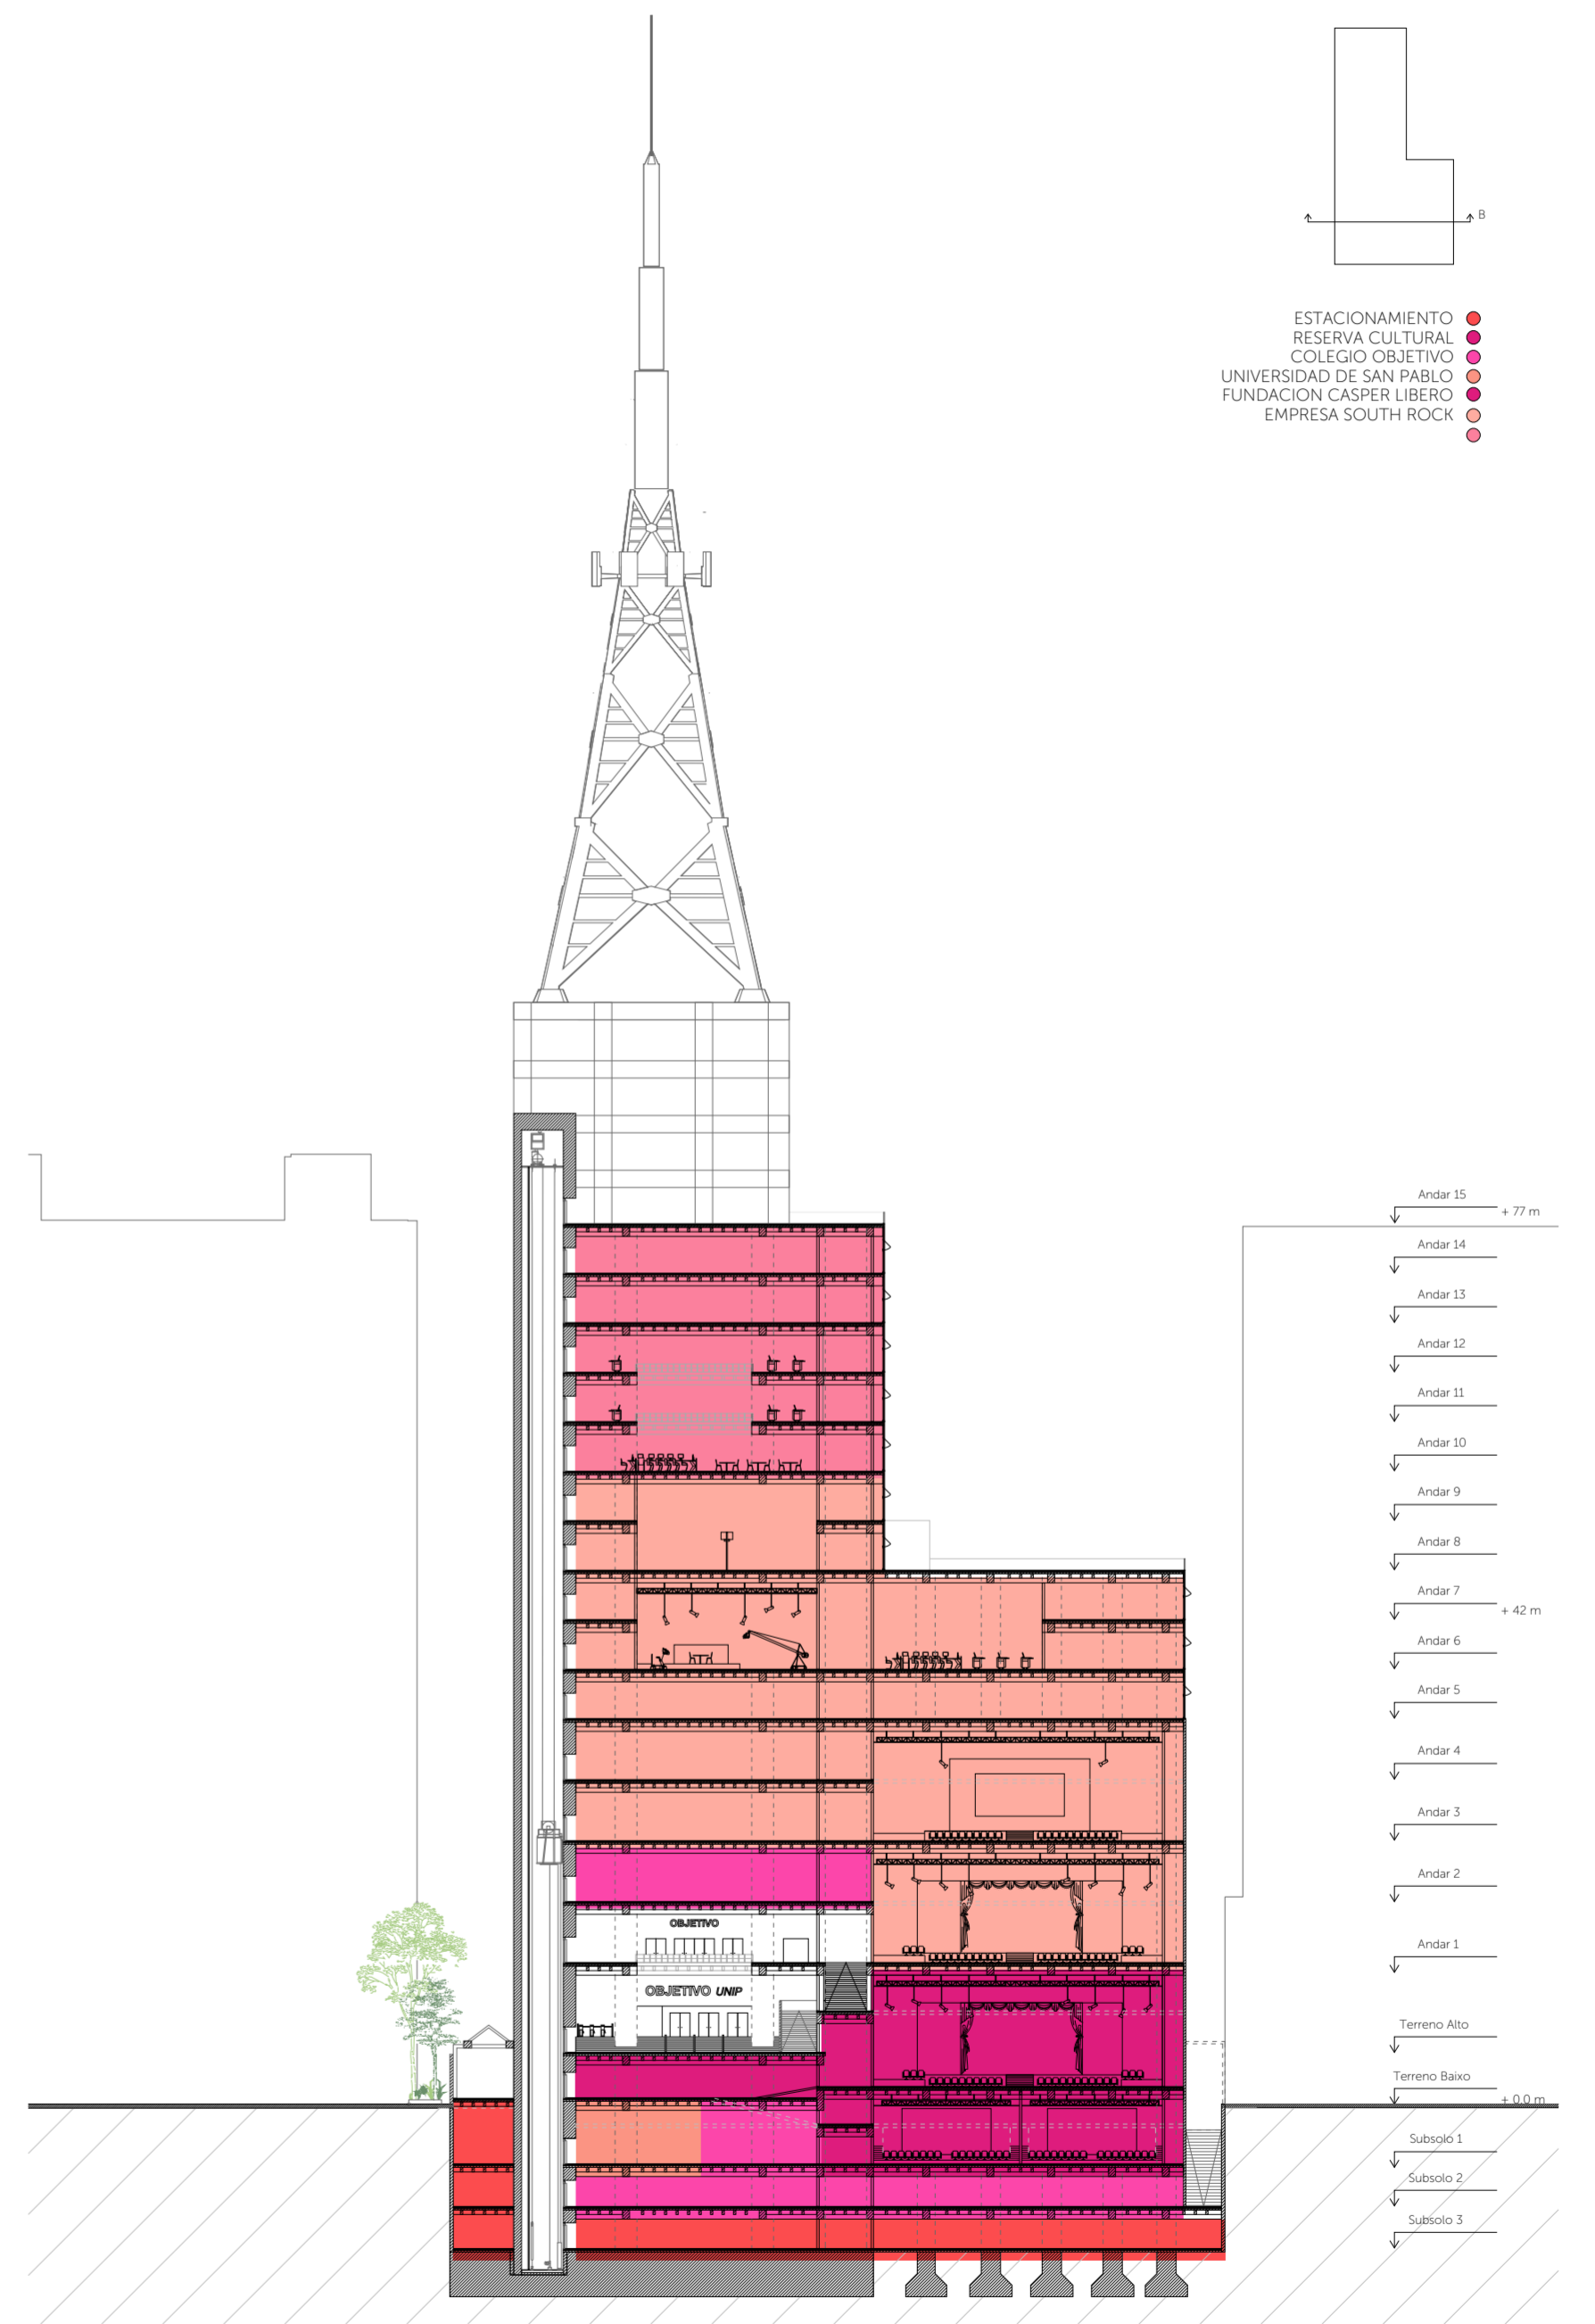 B
ESTACIONAMIENTO
RESERVA CULTURAL
COLEGIO OBJETIVO
UNIVERSIDAD DE SAN PABLO
FUNDACION CASPER LIBERO
EMPRESA SOUTH ROCK
Andar 15
+ 77 m
Andar 14
Andar 13
Andar 12
Andar 11
Andar 10
Andar 9
Andar 8
Andar 7
+ 42 m
Andar 6
Andar 5
Andar 4
Andar 3
Andar 2
OBJETIVO
Andar 1
OBJETIVO UNIP
Terreno Alto
Terreno Baixo
+ 0.0 m
Subsolo 1
Subsolo 2
Subsolo 3